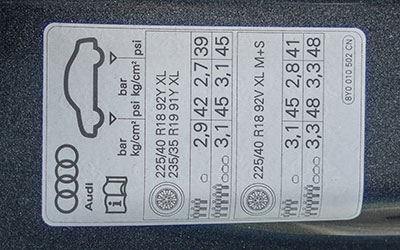 Audi
i
bar bar
kg/cm² psi kg/cm² psi
225/40 R18 92Y XL
235/35 R19 91Y XL
2,9 42 2,7 39
3,1 45 3,1 45
225/40 R18 92V XL M+S
3,1 45 2,8 41
3,3 48 3,3 48
8Y0 010 502 CN